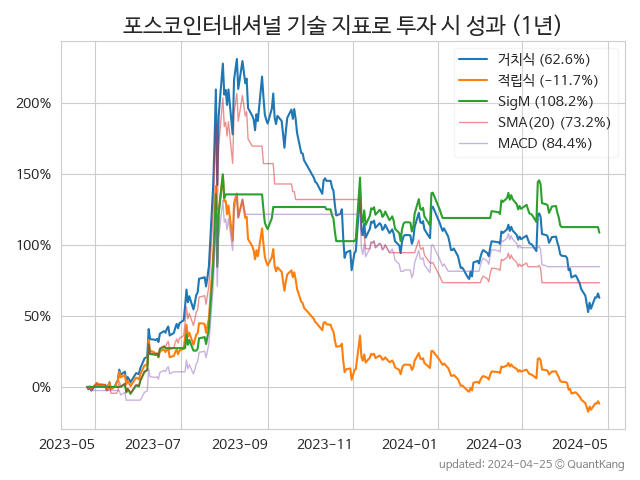 포스코인터내셔널 기술 지표로 투자 시 성과 (1년)
거치식 (62.6%)
적립식 (−11.7%)
SigM (108.2%)
SMA(20) (73.2%)
MACD (84.4%)
200%
150%
100%
50%
0%
2023−05 2023−07 2023−09 2023−11 2024−01 2024−03 2024−05
updated: 2024−04−25 © QuantKang